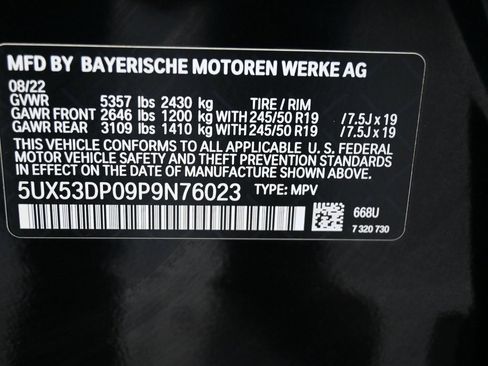 MFD BY BAYERISCHE MOTOREN WERKE AG
08/22
GVWR 5357 lbs 2430 kg TIRE / RIM
GAWR FRONT 2646 lbs 1200 kg WITH 245/50 R19 / 7.5J x 19
GAWR REAR 3109 lbs 1410 kg WITH 245/50 R19 / 7.5J x 19
THIS VEHICLE CONFORMS TO ALL APPLICABLE U. S. FEDERAL
MOTOR VEHICLE SAFETY AND THEFT PREVENTION STANDARDS
IN EFFECT ON THE DATE OF MANUFACTURE SHOWN ABOVE.
5UX53DP09P9N76023 TYPE: MPV
668U
7 320 730